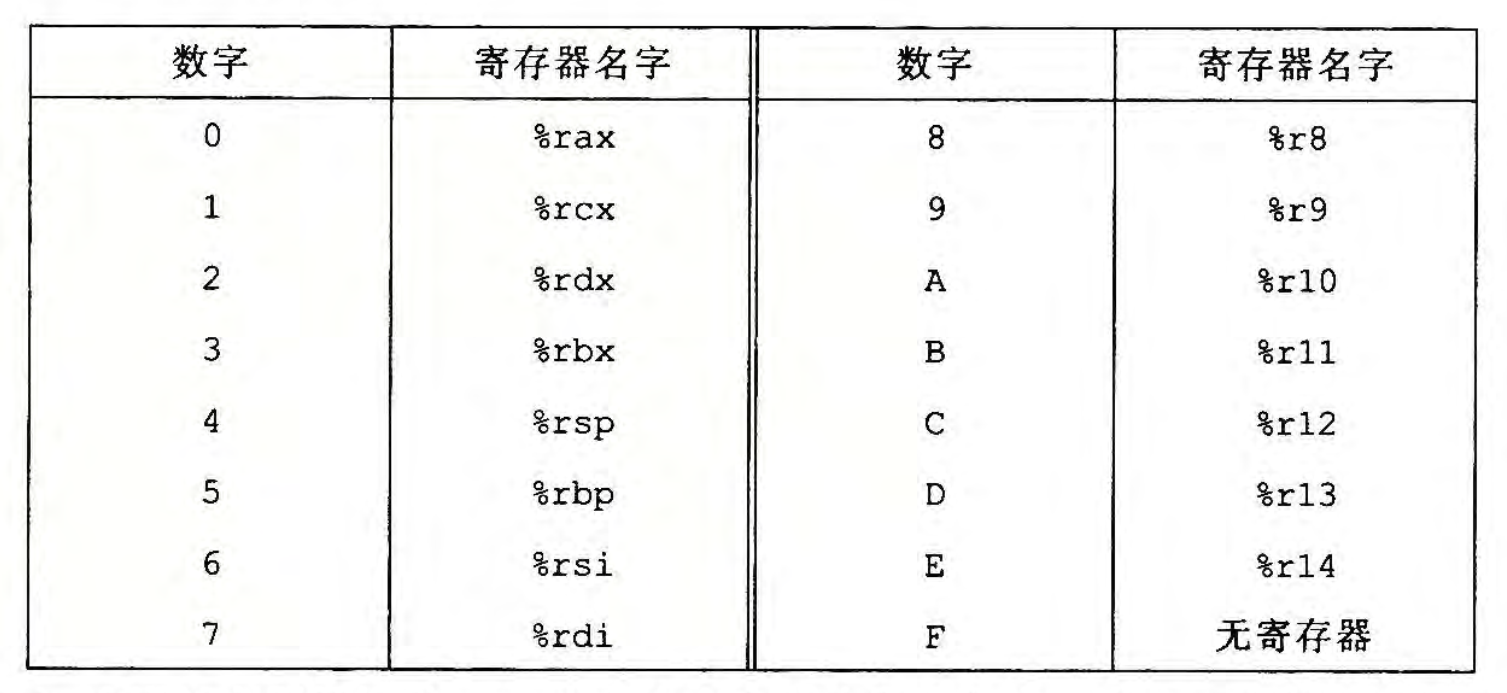 数字 寄存器名字 数字 寄存器名字
0 %rax 8 %r8
1 %rcx 9 %r9
2 %rdx A %r10
3 %rbx B %r11
4 %rsp C %r12
5 %rbp D %r13
6 %rsi E %r14
7 %rdi F 无寄存器